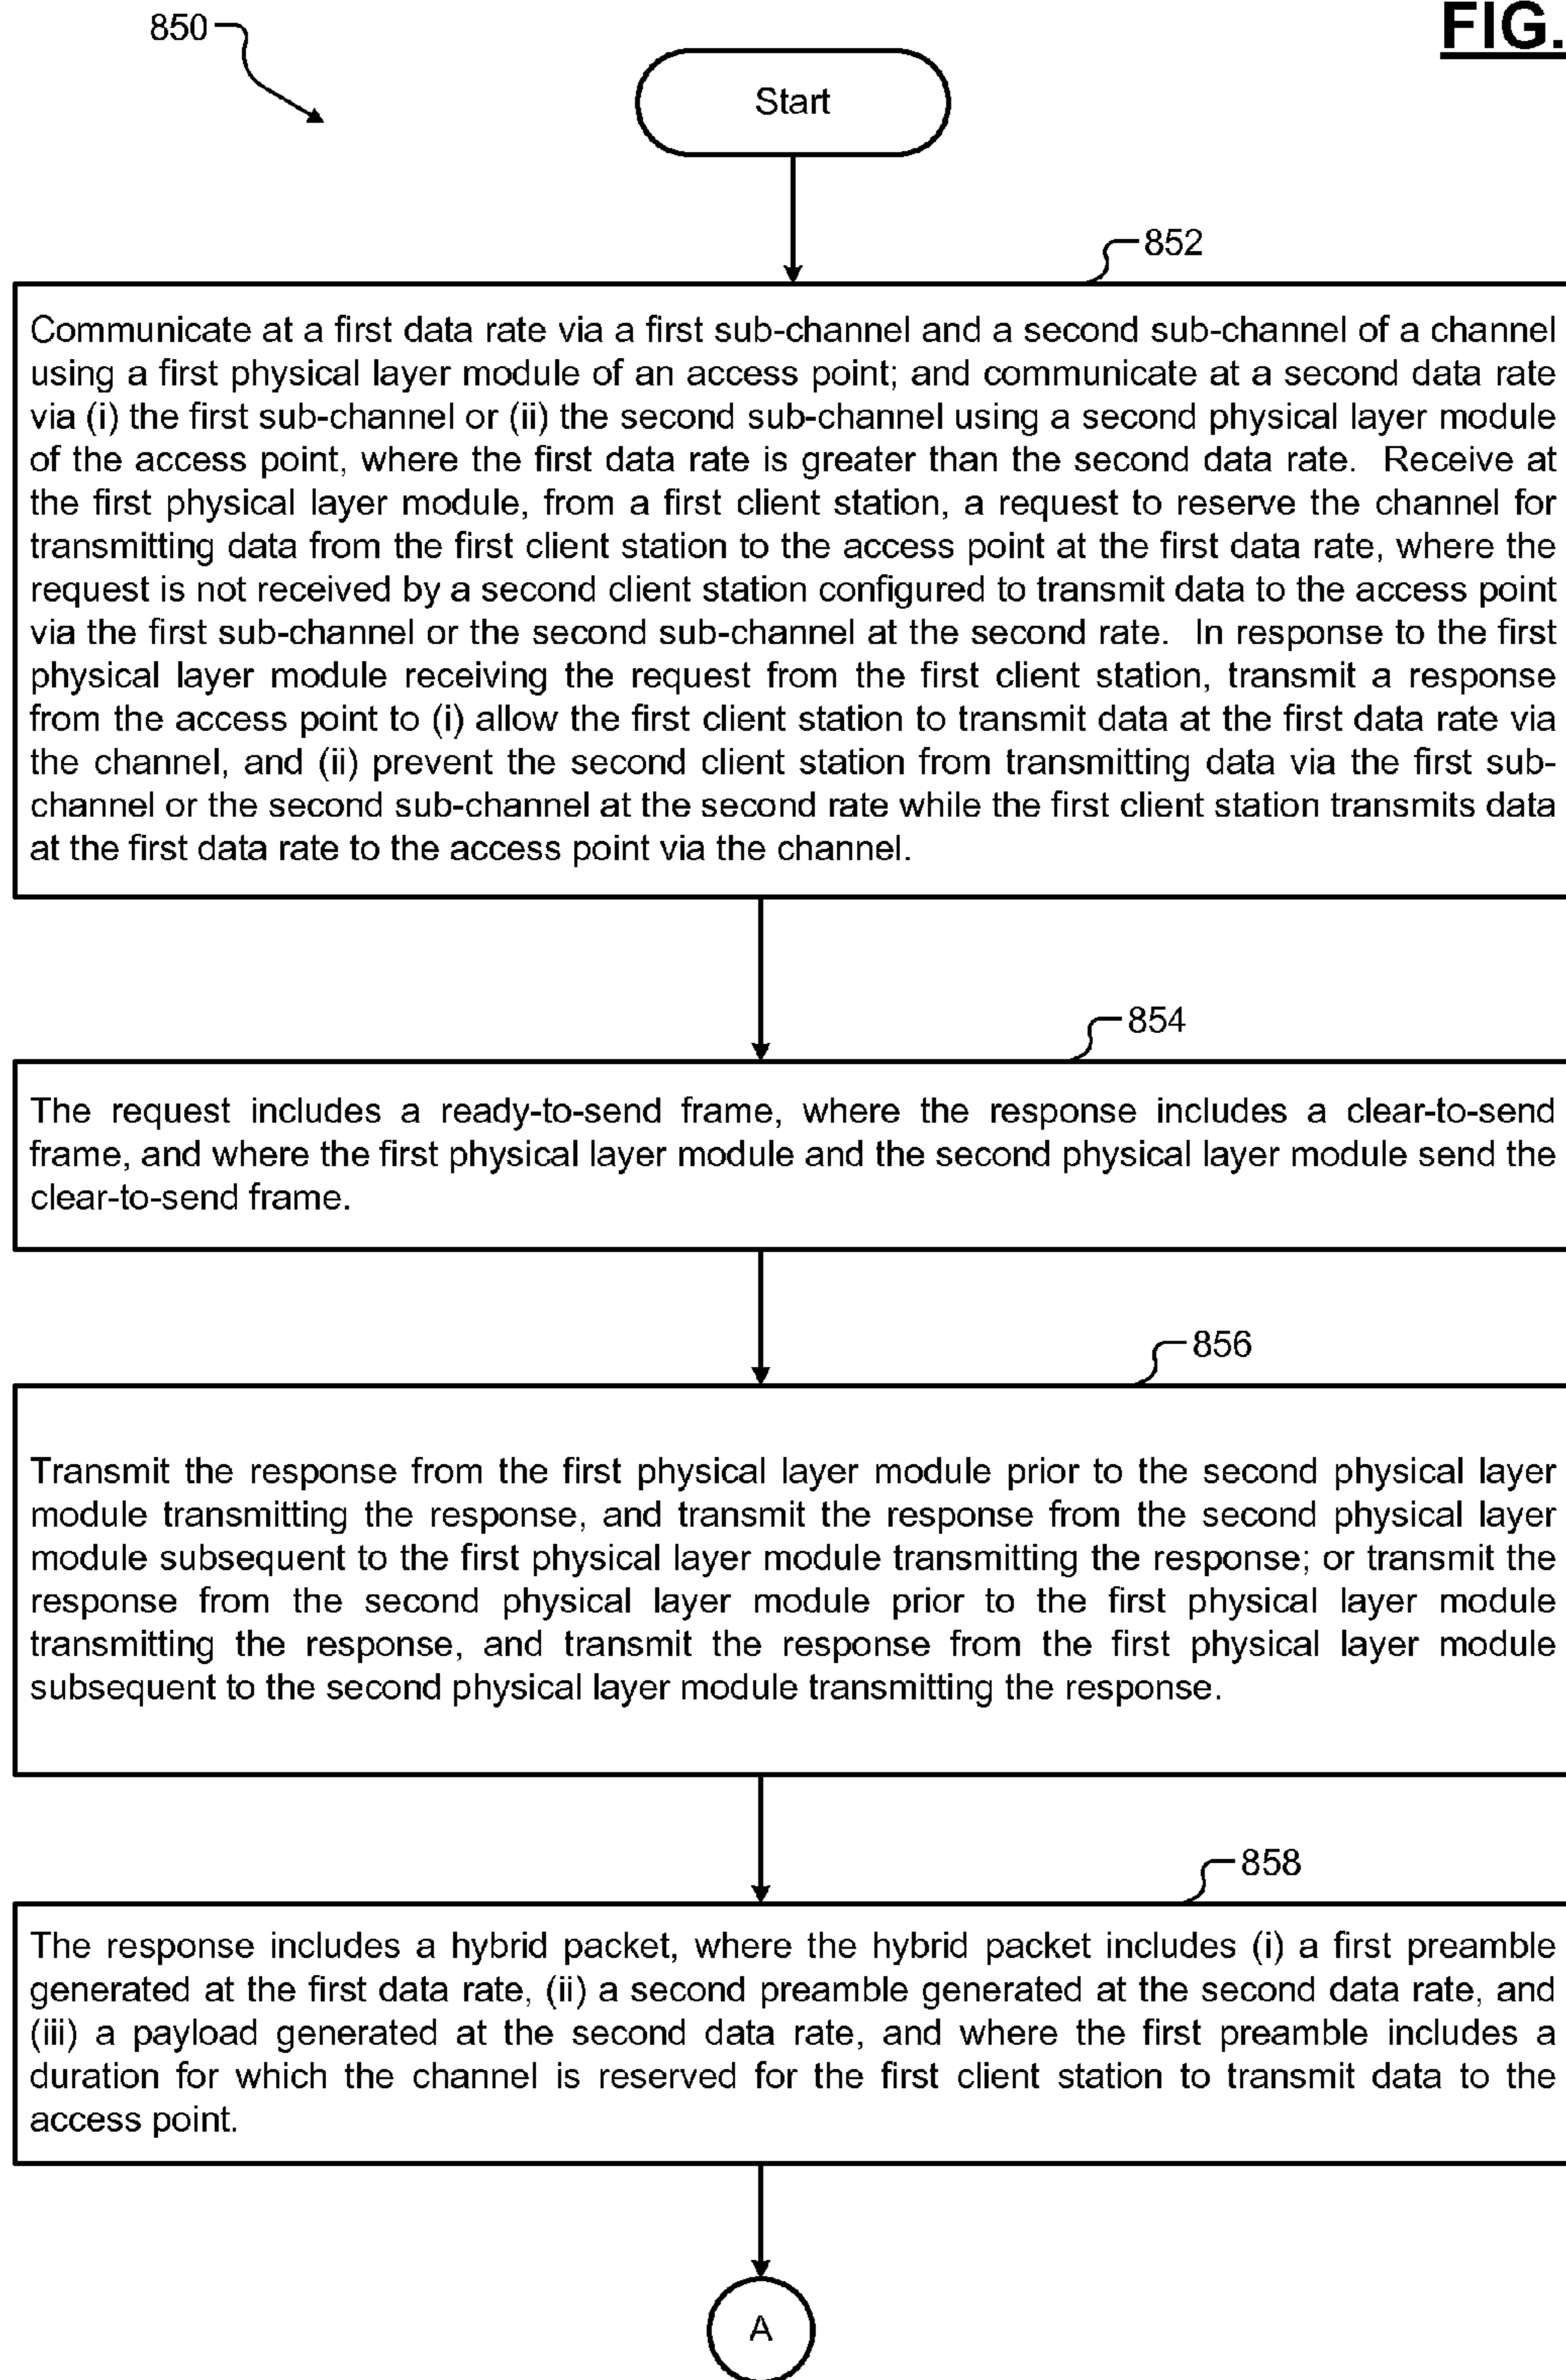 850
FIG.
Start
852
Communicate at a first data rate via a first sub-channel and a second sub-channel of a channel
using a first physical layer module of an access point; and communicate at a second data rate
via (i) the first sub-channel or (ii) the second sub-channel using a second physical layer module
of the access point, where the first data rate is greater than the second data rate. Receive at
the first physical layer module, from a first client station, a request to reserve the channel for
transmitting data from the first client station to the access point at the first data rate, where the
request is not received by a second client station configured to transmit data to the access point
via the first sub-channel or the second sub-channel at the second rate. In response to the first
physical layer module receiving the request from the first client station, transmit a response
from the access point to (i) allow the first client station to transmit data at the first data rate via
the channel, and (ii) prevent the second client station from transmitting data via the first sub-
channel or the second sub-channel at the second rate while the first client station transmits data
at the first data rate to the access point via the channel.
854
The request includes a ready-to-send frame, where the response includes a clear-to-send
frame, and where the first physical layer module and the second physical layer module send the
clear-to-send frame.
856
Transmit the response from the first physical layer module prior to the second physical layer
module transmitting the response, and transmit the response from the second physical layer
module subsequent to the first physical layer module transmitting the response; or transmit the
response from the second physical layer module prior to the first physical layer module
transmitting the response, and transmit the response from the first physical layer module
subsequent to the second physical layer module transmitting the response.
858
The response includes a hybrid packet, where the hybrid packet includes (i) a first preamble
generated at the first data rate, (ii) a second preamble generated at the second data rate, and
(iii) a payload generated at the second data rate, and where the first preamble includes a
duration for which the channel is reserved for the first client station to transmit data to the
access point.
A